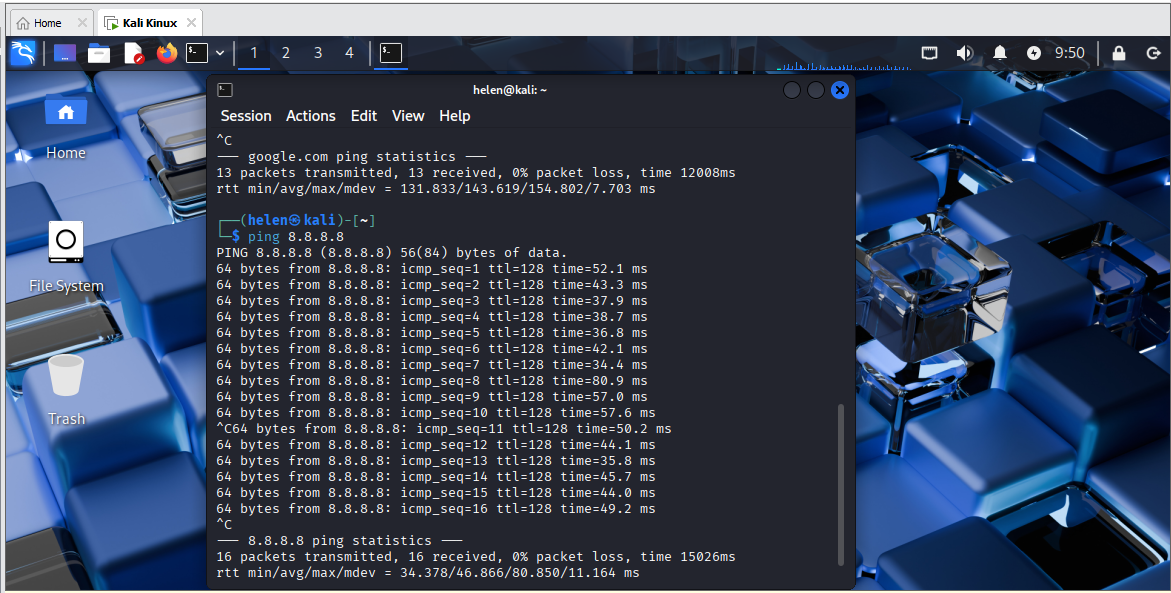 Home
Kali Kinux
1 2 3 4
9:50
helen@kali: ~
Session Actions Edit View Help
Home
File System
Trash
^C
--- google.com ping statistics ---
13 packets transmitted, 13 received, 0% packet loss, time 12008ms
rtt min/avg/max/mdev = 131.833/143.619/154.802/7.703 ms
┌──(helen㉿kali)-[~]
└─$ ping 8.8.8.8
PING 8.8.8.8 (8.8.8.8) 56(84) bytes of data.
64 bytes from 8.8.8.8: icmp_seq=1 ttl=128 time=52.1 ms
64 bytes from 8.8.8.8: icmp_seq=2 ttl=128 time=43.3 ms
64 bytes from 8.8.8.8: icmp_seq=3 ttl=128 time=37.9 ms
64 bytes from 8.8.8.8: icmp_seq=4 ttl=128 time=38.7 ms
64 bytes from 8.8.8.8: icmp_seq=5 ttl=128 time=36.8 ms
64 bytes from 8.8.8.8: icmp_seq=6 ttl=128 time=42.1 ms
64 bytes from 8.8.8.8: icmp_seq=7 ttl=128 time=34.4 ms
64 bytes from 8.8.8.8: icmp_seq=8 ttl=128 time=80.9 ms
64 bytes from 8.8.8.8: icmp_seq=9 ttl=128 time=57.0 ms
64 bytes from 8.8.8.8: icmp_seq=10 ttl=128 time=57.6 ms
^C64 bytes from 8.8.8.8: icmp_seq=11 ttl=128 time=50.2 ms
64 bytes from 8.8.8.8: icmp_seq=12 ttl=128 time=44.1 ms
64 bytes from 8.8.8.8: icmp_seq=13 ttl=128 time=35.8 ms
64 bytes from 8.8.8.8: icmp_seq=14 ttl=128 time=45.7 ms
64 bytes from 8.8.8.8: icmp_seq=15 ttl=128 time=44.0 ms
64 bytes from 8.8.8.8: icmp_seq=16 ttl=128 time=49.2 ms
^C
--- 8.8.8.8 ping statistics ---
16 packets transmitted, 16 received, 0% packet loss, time 15026ms
rtt min/avg/max/mdev = 34.378/46.866/80.850/11.164 ms